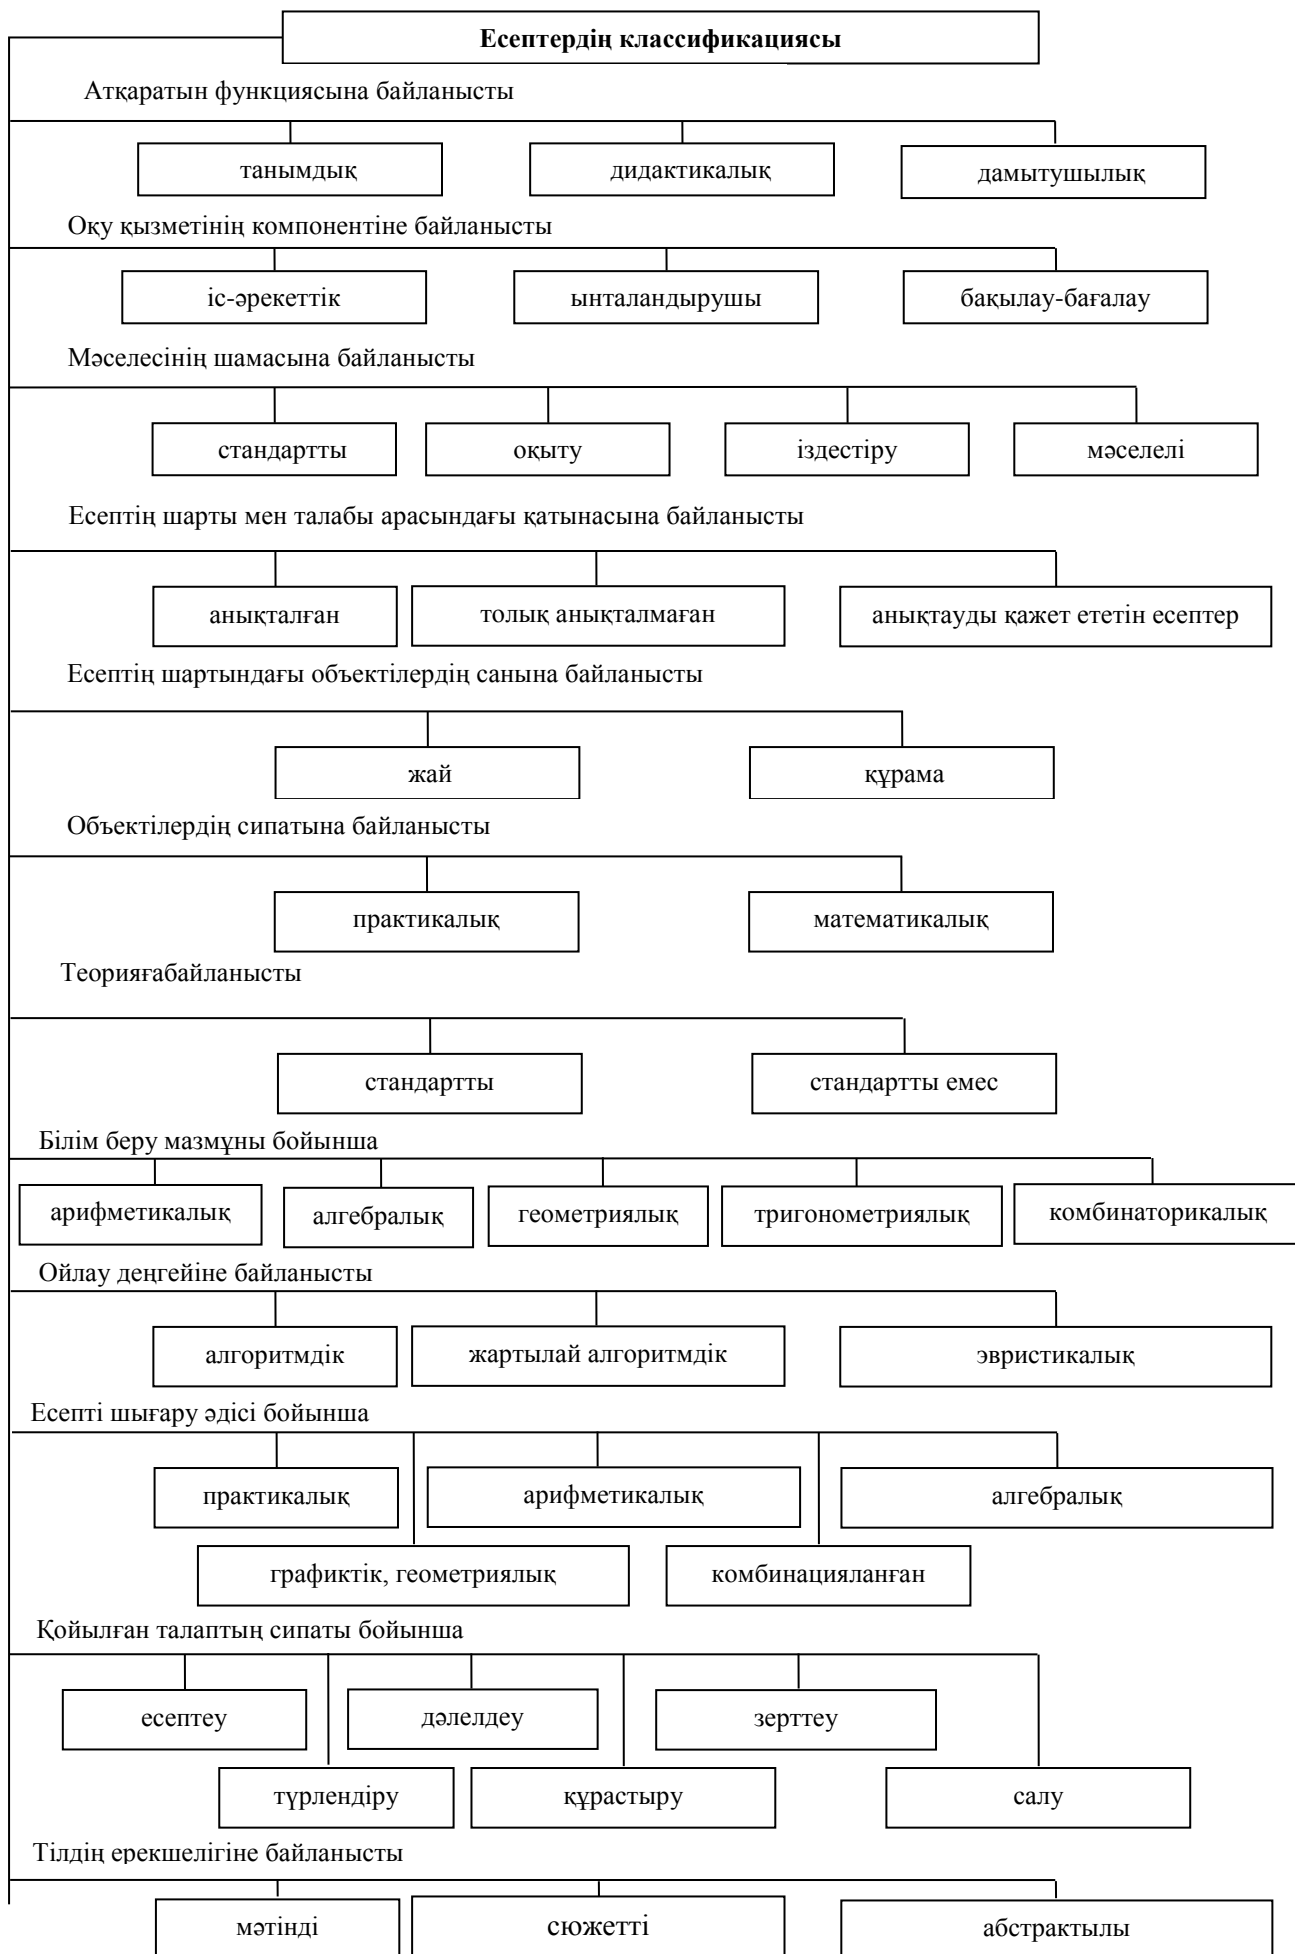 Есептердің классификациясы
Атқаратын функциясына байланысты
танымдық
дидактикалық
дамытушылық
Оқу қызметінің компонентіне байланысты
іс-әрекеттік
ынталандырушы
бақылау-бағалау
Мәселесінің шамасына байланысты
стандартты
оқыту
іздестіру
мәселелі
Есептің шарты мен талабы арасындағы қатынасына байланысты
анықталған
толық анықталмаған
анықтауды қажет ететін есептер
Есептің шартындағы объектілердің санына байланысты
жай
құрама
Объектілердің сипатына байланысты
практикалық
математикалық
Теорияғабайланысты
стандартты
стандартты емес
Білім беру мазмұны бойынша
арифметикалық
алгебралық
геометриялық
тригонометриялық
комбинаторикалық
Ойлау деңгейіне байланысты
алгоритмдік
жартылай алгоритмдік
эвристикалық
Есепті шығару әдісі бойынша
практикалық
арифметикалық
алгебралық
графиктік, геометриялық
комбинацияланған
Қойылған талаптың сипаты бойынша
есептеу
дәлелдеу
зерттеу
түрлендіру
құрастыру
салу
Тілдің ерекшелігіне байланысты
мәтінді
сюжетті
абстрактылы